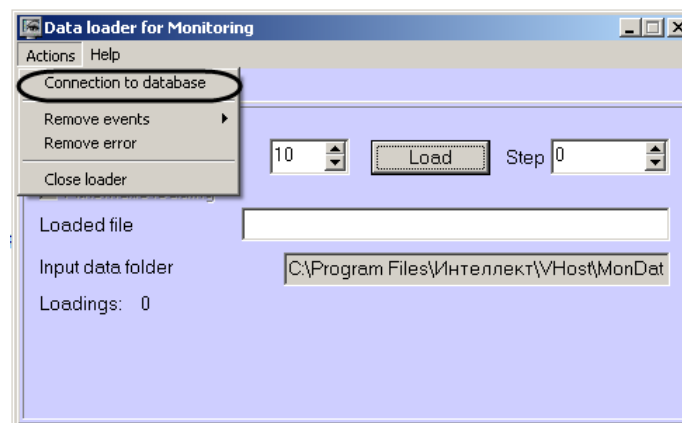 Data loader for Monitoring
Actions Help
Connection to database
Remove events
Remove error
Close loader
10 Load Step 0
Loaded file
Input data folder C:\Program Files\Интеллект\VHost\MonDat
Loadings: 0